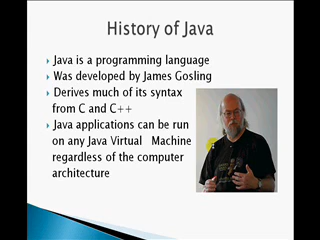 History of Java
Java is a programming language
Was developed by James Gosling
Derives much of its syntax
from C and C++
Java applications can be run
on any Java Virtual Machine
regardless of the computer
architecture